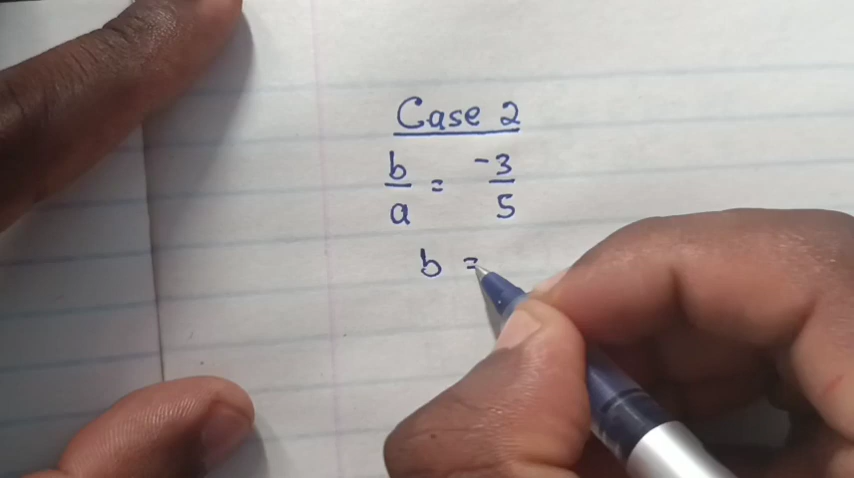 Case 2
b/a = -3/5
b =